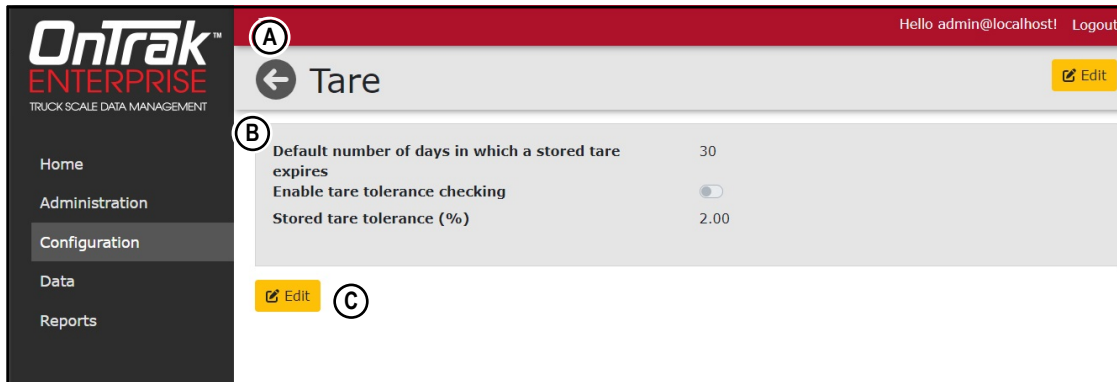 OnTrak™
ENTERPRISE
TRUCK SCALE DATA MANAGEMENT
Home
Administration
Configuration
Data
Reports
Hello admin@localhost! Logout
A
Tare
Edit
B
Default number of days in which a stored tare 30
expires
Enable tare tolerance checking
Stored tare tolerance (%) 2.00
Edit
C